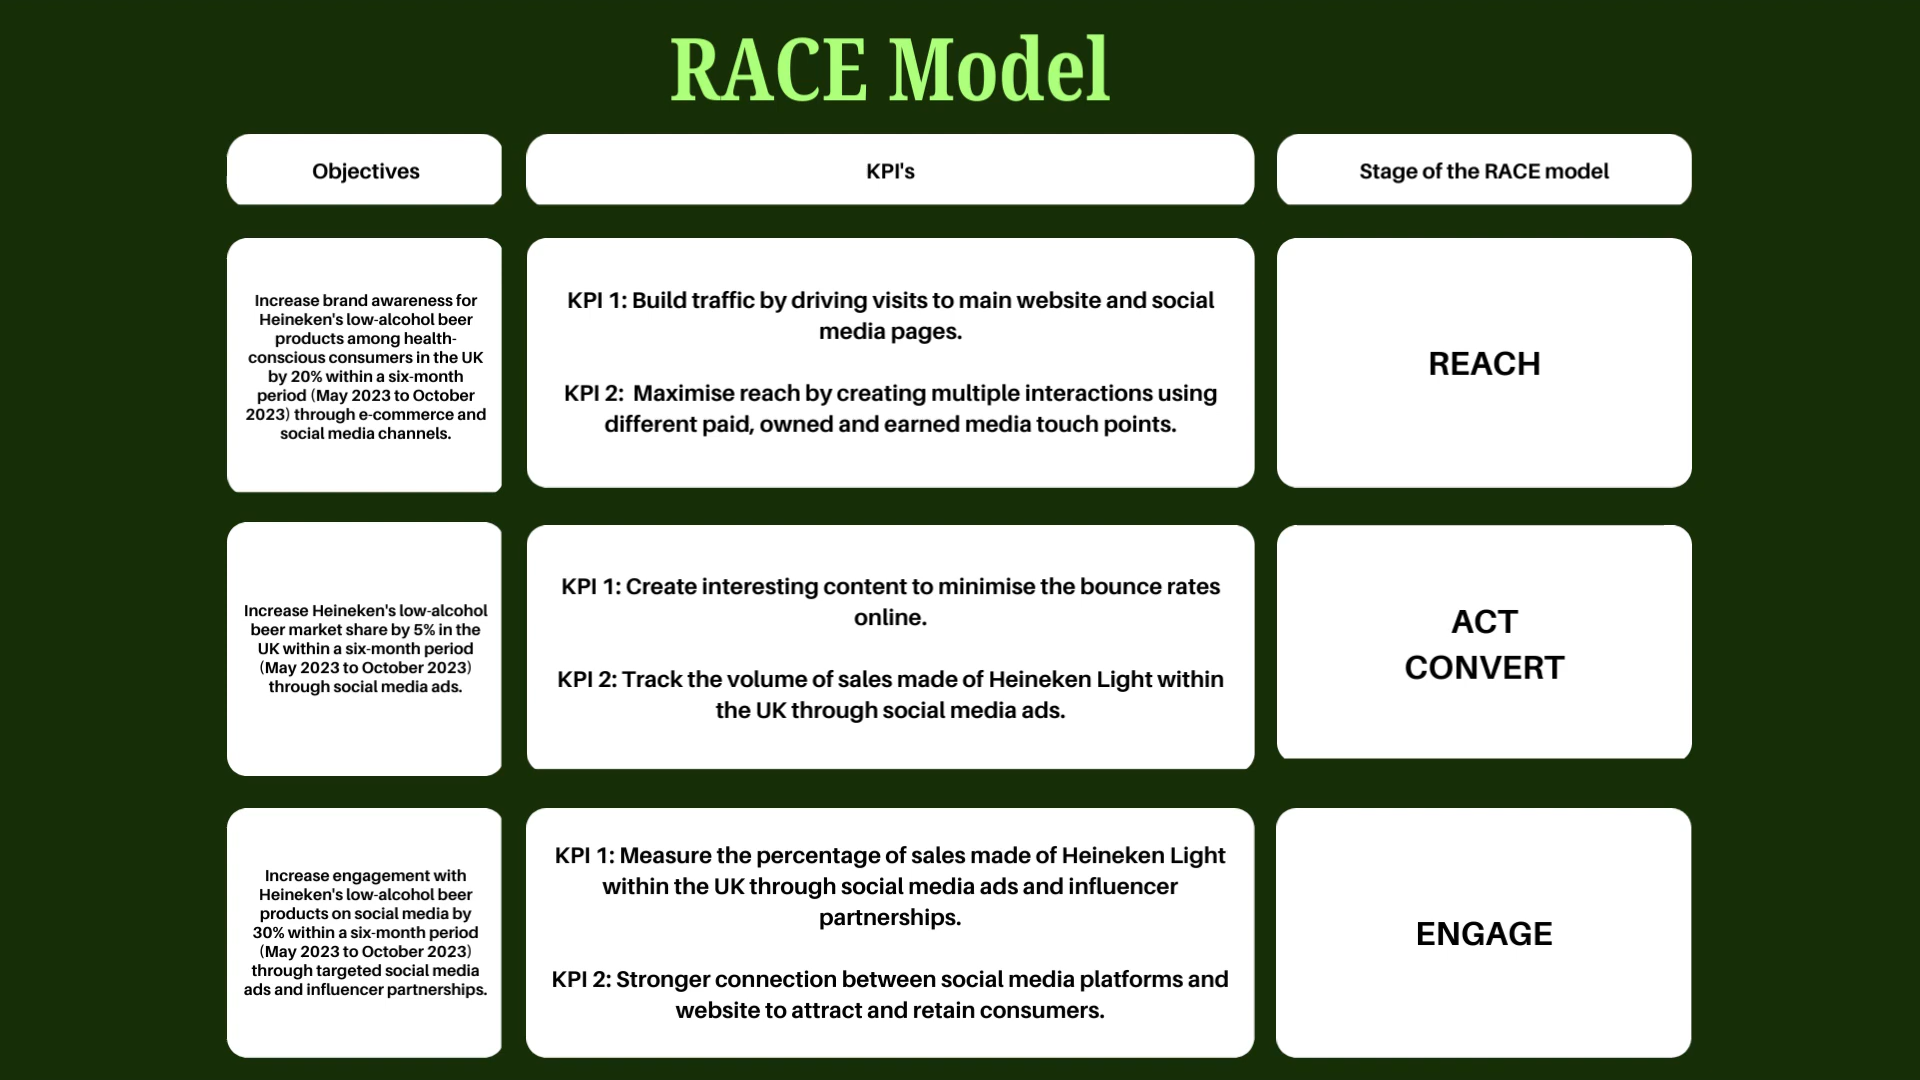 RACE Model
Objectives
KPI's
Stage of the RACE model
Increase brand awareness for
Heineken's low-alcohol beer
products among health-
conscious consumers in the UK
by 20% within a six-month
period (May 2023 to October
2023) through e-commerce and
social media channels.
KPI 1: Build traffic by driving visits to main website and social
media pages.
KPI 2:  Maximise reach by creating multiple interactions using
different paid, owned and earned media touch points.
REACH
Increase Heineken's low-alcohol
beer market share by 5% in the
UK within a six-month period
(May 2023 to October 2023)
through social media ads.
KPI 1: Create interesting content to minimise the bounce rates
online.
KPI 2: Track the volume of sales made of Heineken Light within
the UK through social media ads.
ACT
CONVERT
Increase engagement with
Heineken's low-alcohol beer
products on social media by
30% within a six-month period
(May 2023 to October 2023)
through targeted social media
ads and influencer partnerships.
KPI 1: Measure the percentage of sales made of Heineken Light
within the UK through social media ads and influencer
partnerships.
KPI 2: Stronger connection between social media platforms and
website to attract and retain consumers.
ENGAGE